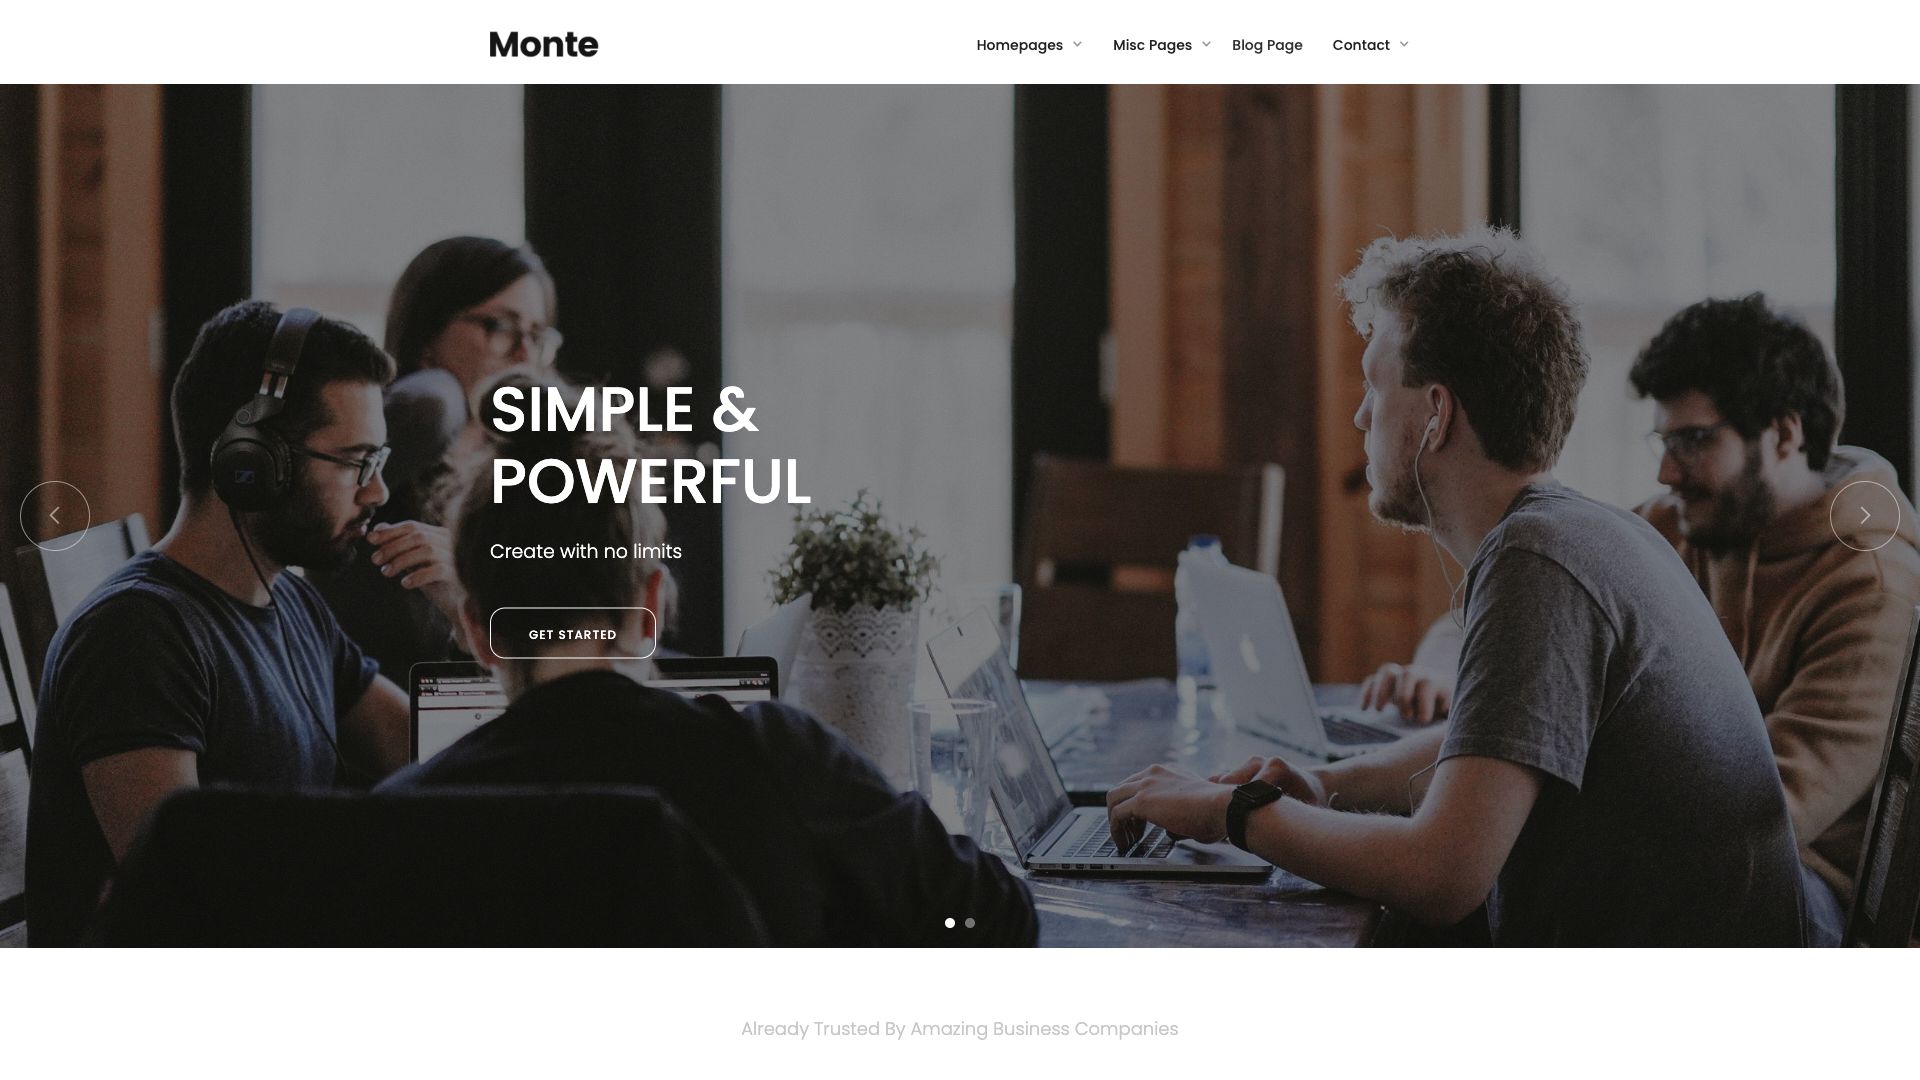 Monte
Homepages Misc Pages Blog Page Contact
SIMPLE &
POWERFUL
Create with no limits
GET STARTED
Already Trusted By Amazing Business Companies